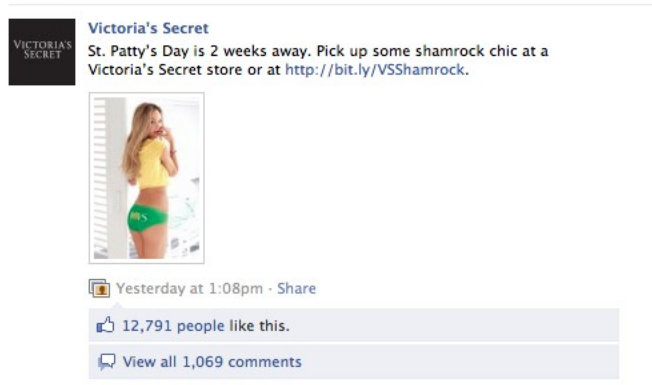 VICTORIA'S
SECRET
Victoria's Secret
St. Patty's Day is 2 weeks away. Pick up some shamrock chic at a
Victoria's Secret store or at http://bit.ly/VSShamrock.
Yesterday at 1:08pm · Share
12,791 people like this.
View all 1,069 comments